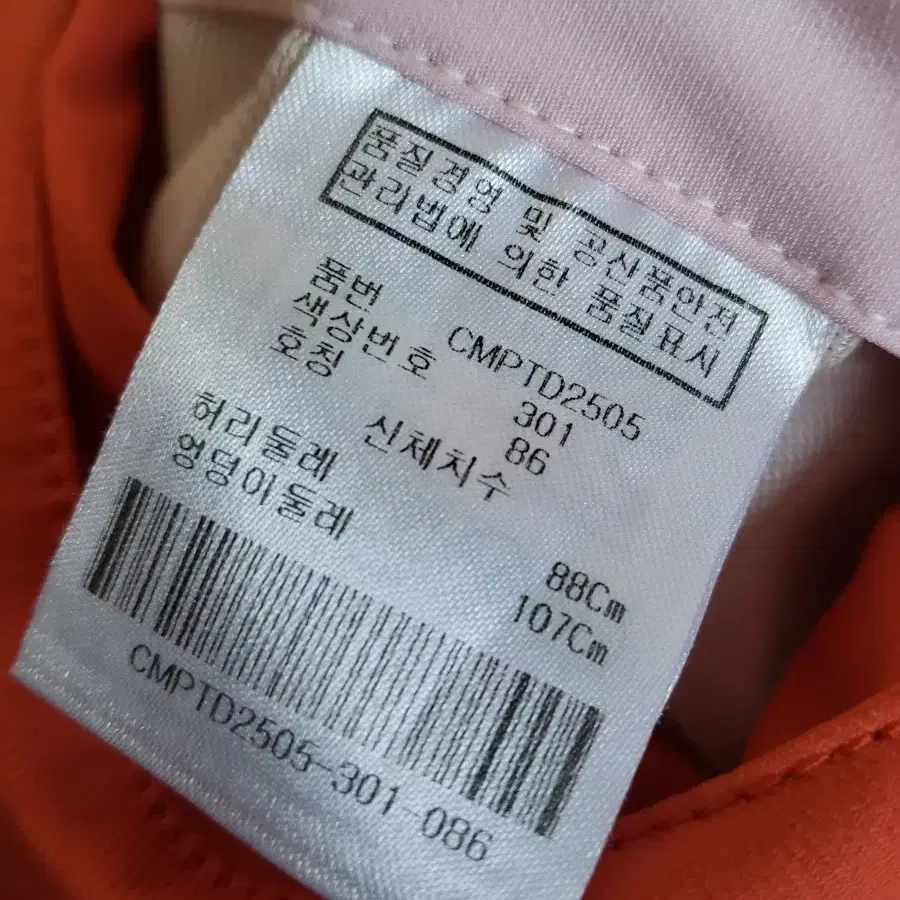 품질경영 및 공산품안전
관리법에 의한 품질표시
품번 CMPTD2505
색상번호 301
호칭 86
신체치수
허리둘레 88Cm
엉덩이둘레 107Cm
CMPTD2505-301-086